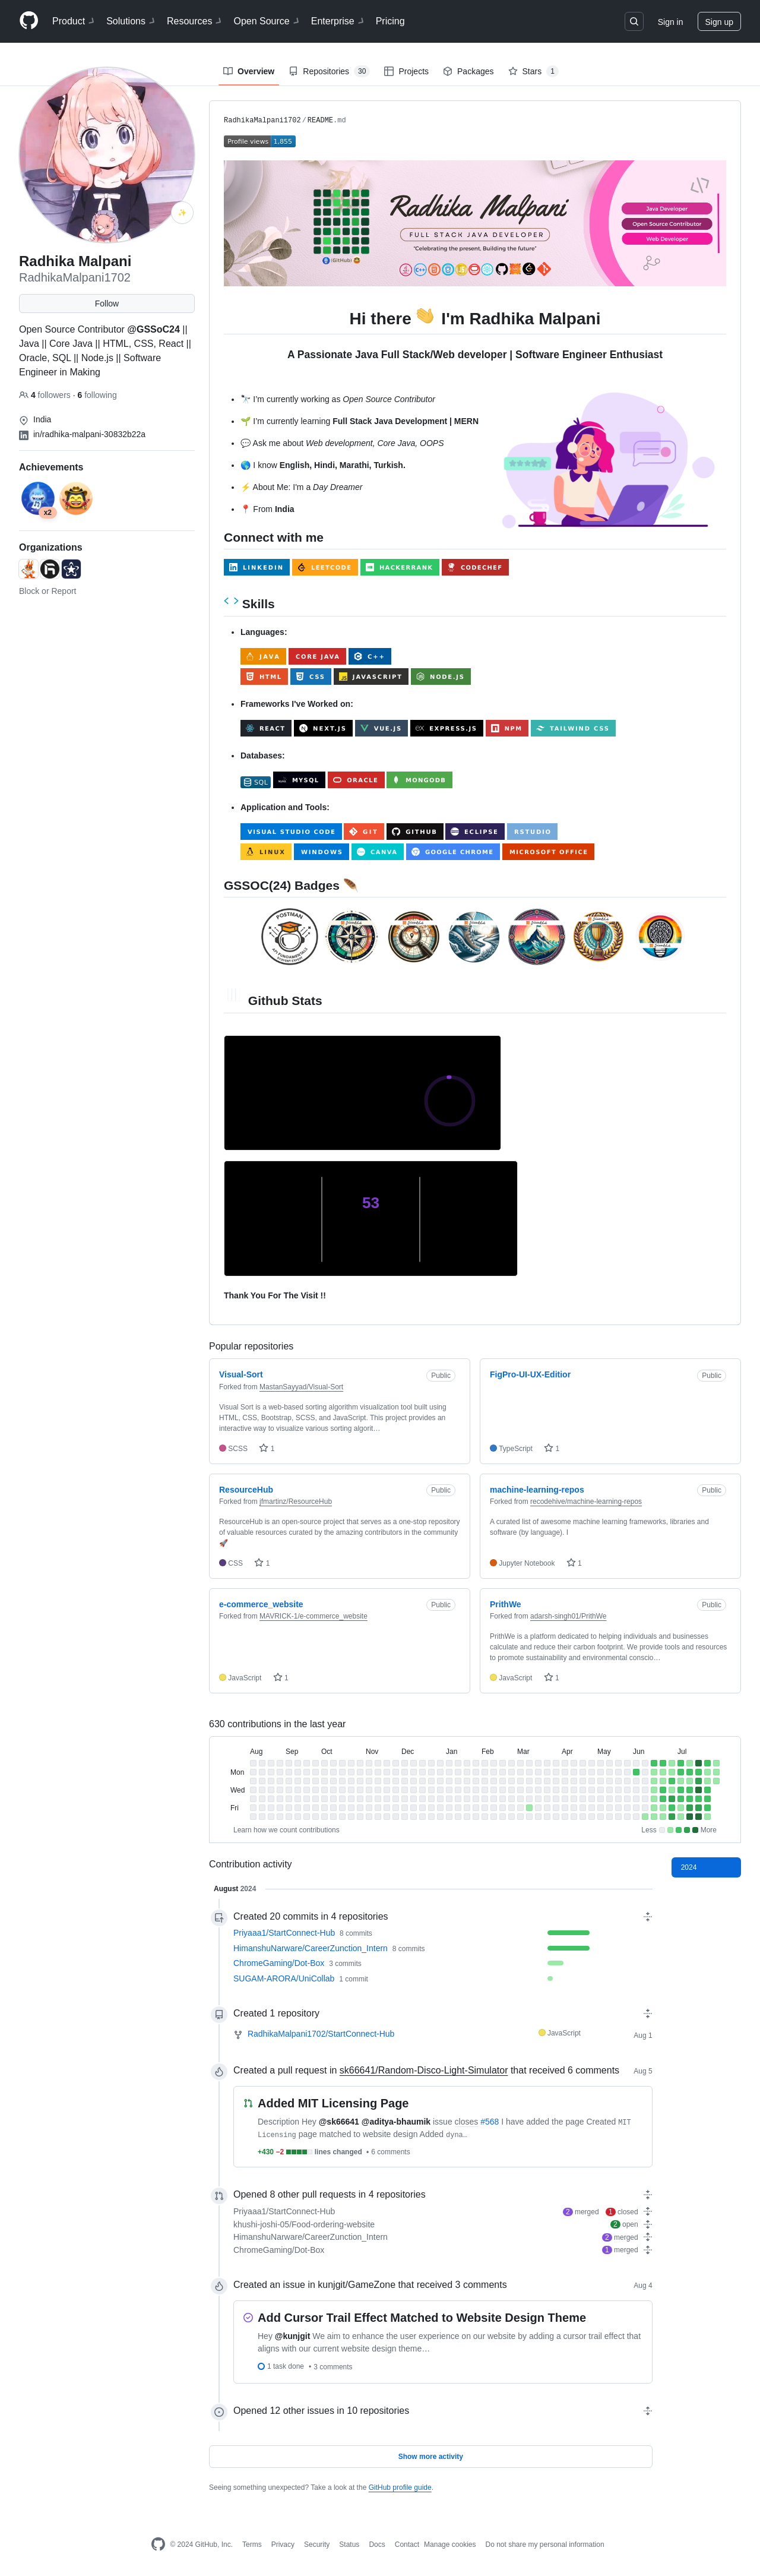 Product Solutions Resources Open Source Enterprise Pricing Sign in Sign up
Overview Repositories 30 Projects Packages Stars 1
✨
Radhika Malpani
RadhikaMalpani1702
Follow
Open Source Contributor @GSSoC24 ||
Java || Core Java || HTML, CSS, React ||
Oracle, SQL || Node.js || Software
Engineer in Making
4 followers · 6 following
India
in/radhika-malpani-30832b22a
Achievements
x2
Organizations
Block or Report
RadhikaMalpani1702 / README.md
Profile views 1,855
Radhika Malpani
FULL STACK JAVA DEVELOPER
"Celebrating the present, Building the future"
Java Developer
Open Source Contributor
Web Developer
Hi there 👋 I'm Radhika Malpani
A Passionate Java Full Stack/Web developer | Software Engineer Enthusiast
🔭 I'm currently working as Open Source Contributor
🌱 I'm currently learning Full Stack Java Development | MERN
💬 Ask me about Web development, Core Java, OOPS
🌎 I know English, Hindi, Marathi, Turkish.
⚡ About Me: I'm a Day Dreamer
📍 From India
Connect with me
LINKEDIN LEETCODE HACKERRANK CODECHEF
Skills
Languages:
JAVA CORE JAVA C++
HTML CSS JAVASCRIPT NODE.JS
Frameworks I've Worked on:
REACT NEXT.JS VUE.JS EXPRESS.JS NPM TAILWIND CSS
Databases:
SQL MYSQL ORACLE MONGODB
Application and Tools:
VISUAL STUDIO CODE GIT GITHUB ECLIPSE RSTUDIO
LINUX WINDOWS CANVA GOOGLE CHROME MICROSOFT OFFICE
GSSOC(24) Badges 🪶
POSTMAN
Github Stats
53
Thank You For The Visit !!
Popular repositories
Visual-Sort Public
Forked from MastanSayyad/Visual-Sort
Visual Sort is a web-based sorting algorithm visualization tool built using
HTML, CSS, Bootstrap, SCSS, and JavaScript. This project provides an
interactive way to visualize various sorting algorit…
SCSS 1
FigPro-UI-UX-Editior Public
TypeScript 1
ResourceHub Public
Forked from jfmartinz/ResourceHub
ResourceHub is an open-source project that serves as a one-stop repository
of valuable resources curated by the amazing contributors in the community
🚀
CSS 1
machine-learning-repos Public
Forked from recodehive/machine-learning-repos
A curated list of awesome machine learning frameworks, libraries and
software (by language). I
Jupyter Notebook 1
e-commerce_website Public
Forked from MAVRICK-1/e-commerce_website
JavaScript 1
PrithWe Public
Forked from adarsh-singh01/PrithWe
PrithWe is a platform dedicated to helping individuals and businesses
calculate and reduce their carbon footprint. We provide tools and resources
to promote sustainability and environmental conscio…
JavaScript 1
630 contributions in the last year
Aug Sep Oct Nov Dec Jan Feb Mar Apr May Jun Jul
Mon
Wed
Fri
Learn how we count contributions Less More
Contribution activity
2024
August 2024
Created 20 commits in 4 repositories
Priyaaa1/StartConnect-Hub 8 commits
HimanshuNarware/CareerZunction_Intern 8 commits
ChromeGaming/Dot-Box 3 commits
SUGAM-ARORA/UniCollab 1 commit
Created 1 repository
RadhikaMalpani1702/StartConnect-Hub JavaScript Aug 1
Created a pull request in sk66641/Random-Disco-Light-Simulator that received 6 comments Aug 5
Added MIT Licensing Page
Description Hey @sk66641 @aditya-bhaumik issue closes #568 I have added the page Created MIT
Licensing page matched to website design Added dyna…
+430 −2 lines changed • 6 comments
Opened 8 other pull requests in 4 repositories
Priyaaa1/StartConnect-Hub 2 merged 1 closed
khushi-joshi-05/Food-ordering-website 2 open
HimanshuNarware/CareerZunction_Intern 2 merged
ChromeGaming/Dot-Box 1 merged
Created an issue in kunjgit/GameZone that received 3 comments Aug 4
Add Cursor Trail Effect Matched to Website Design Theme
Hey @kunjgit We aim to enhance the user experience on our website by adding a cursor trail effect that
aligns with our current website design theme…
1 task done • 3 comments
Opened 12 other issues in 10 repositories
Show more activity
Seeing something unexpected? Take a look at the GitHub profile guide.
© 2024 GitHub, Inc. Terms Privacy Security Status Docs Contact Manage cookies Do not share my personal information